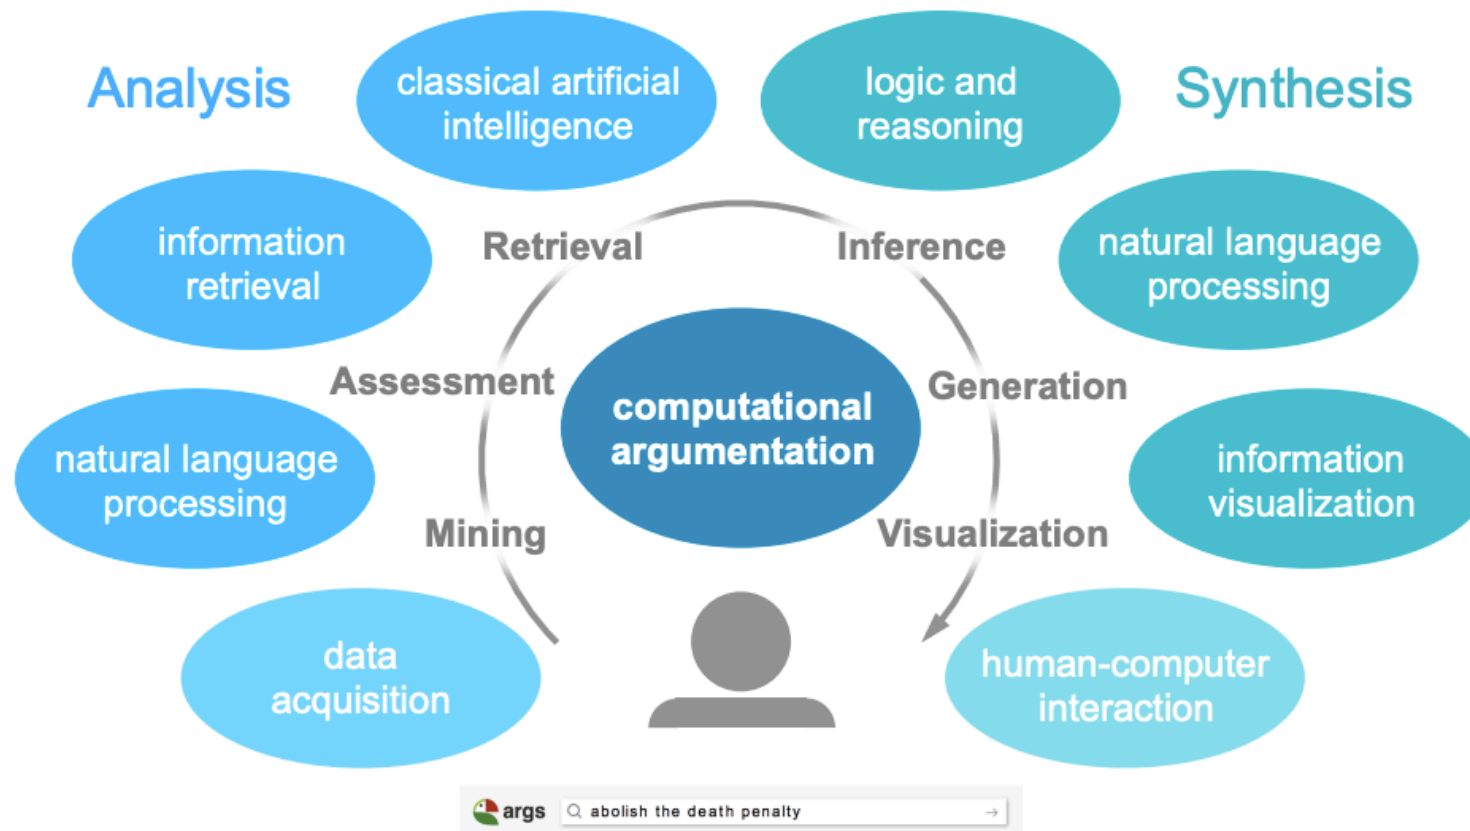 Analysis
classical artificial
intelligence
logic and
reasoning
Synthesis
information
retrieval
Retrieval
Inference
natural language
processing
Assessment
computational
argumentation
Generation
natural language
processing
information
visualization
Mining
Visualization
data
acquisition
human-computer
interaction
args
abolish the death penalty